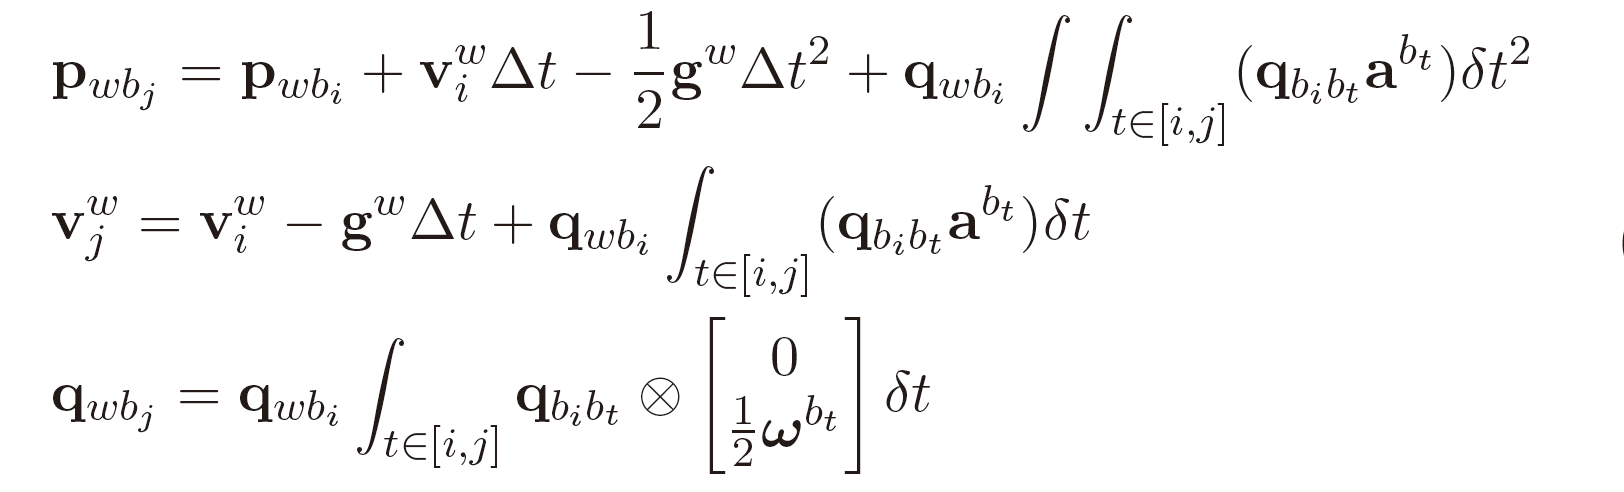 $\mathbf{p}_{wb_j} = \mathbf{p}_{wb_i} + \mathbf{v}_i^w \Delta t - \frac{1}{2} \mathbf{g}^w \Delta t^2 + \mathbf{q}_{wb_i} \int \int_{t \in [i,j]} (\mathbf{q}_{b_i b_t} \mathbf{a}^{b_t}) \delta t^2$
$\mathbf{v}_j^w = \mathbf{v}_i^w - \mathbf{g}^w \Delta t + \mathbf{q}_{wb_i} \int_{t \in [i,j]} (\mathbf{q}_{b_i b_t} \mathbf{a}^{b_t}) \delta t$
$\mathbf{q}_{wb_j} = \mathbf{q}_{wb_i} \int_{t \in [i,j]} \mathbf{q}_{b_i b_t} \otimes \begin{bmatrix} 0 \\ \frac{1}{2} \boldsymbol{\omega}^{b_t} \end{bmatrix} \delta t$